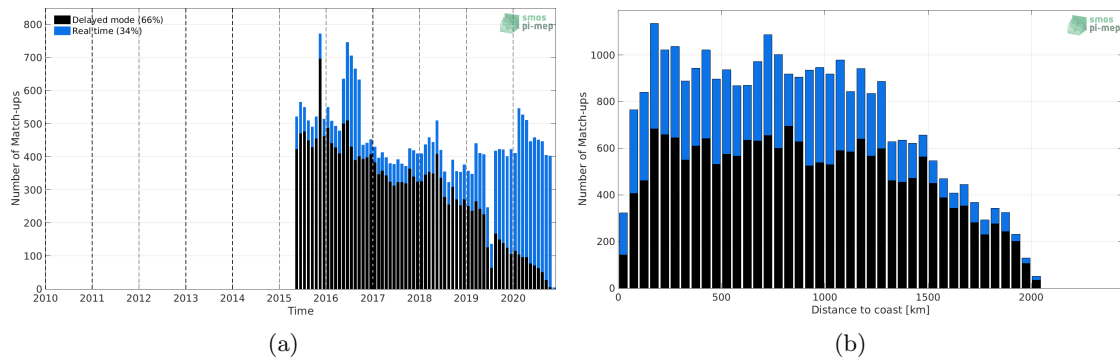 800
700
600
500
400
300
200
100
0
Number of Match-ups
Delayed mode (66%)
Real time (34%)
smos
pi-mep
2010 2011 2012 2013 2014 2015 2016 2017 2018 2019 2020
Time
(a)
1000
800
600
400
200
0
Number of Match-ups
smos
pi-mep
0 500 1000 1500 2000
Distance to coast [km]
(b)